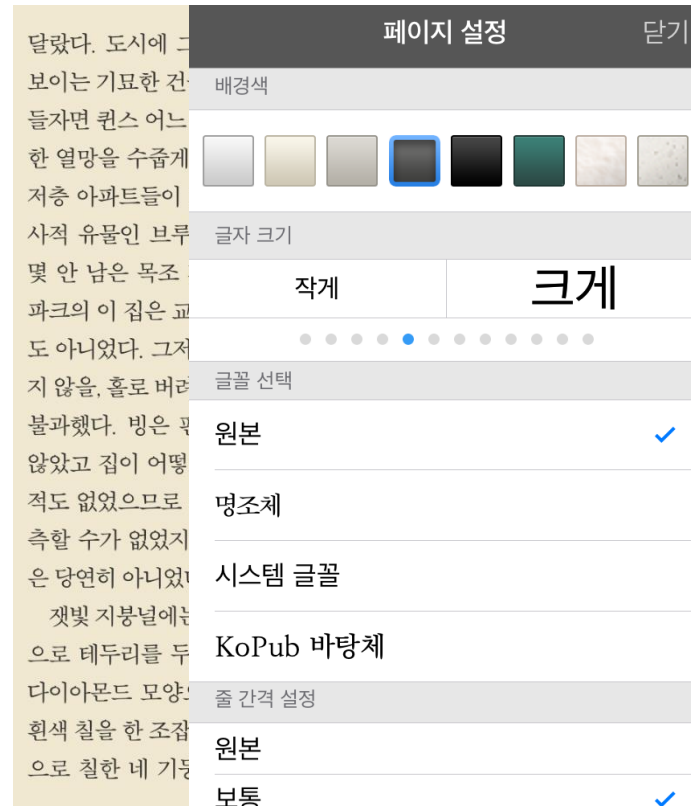 달랐다. 도시에
보이는 기묘한
들자면 퀸스 어느
한 열망을 수줍게
저층 아파트들이
사적 유물인 브루
몇 안 남은 목조
파크의 이 집은
도 아니었다. 그저
지 않을, 홀로 버려
불과했다. 빙은
않았고 집이 어떻
적도 없었으므로
측할 수가 없었지
은 당연히 아니었
잿빛 지붕널에는
으로 테두리를 두
다이아몬드 모양
흰색 칠을 한 조잡
으로 칠한 네 기둥
페이지 설정
닫기
배경색
글자 크기
작게 크게
글꼴 선택
원본
명조체
시스템 글꼴
KoPub 바탕체
줄 간격 설정
원본
보통